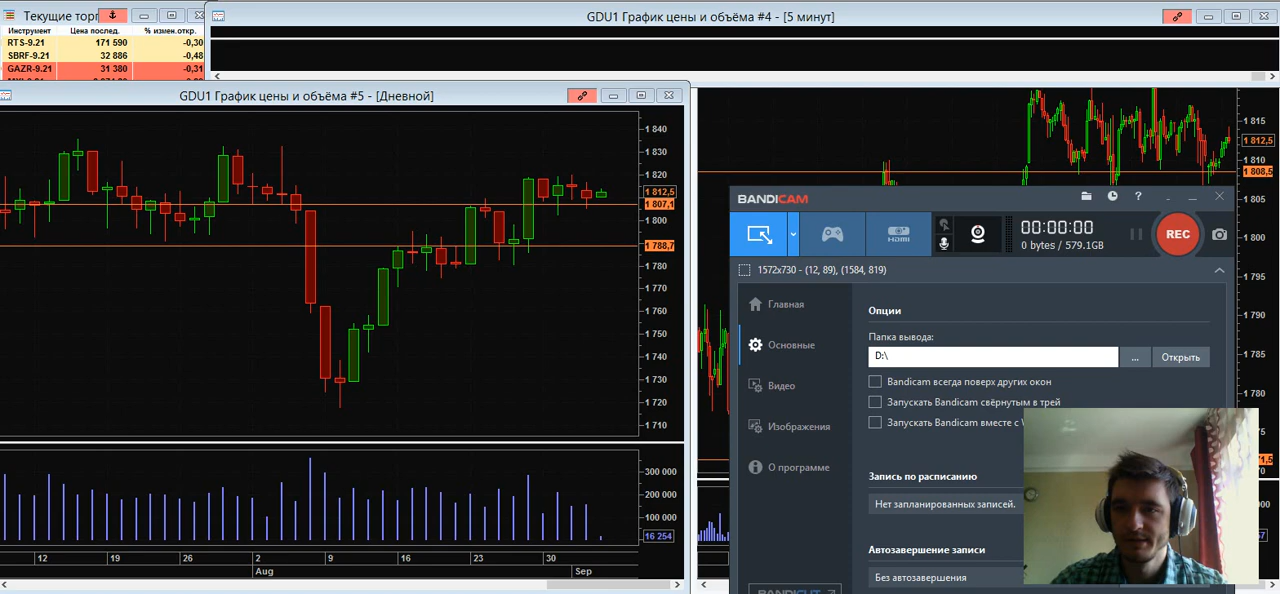 Текущие торг
GDU1 График цены и объёма #4 - [5 минут]
Инструмент Цена послед. % измен.откр.
RTS-9.21 171 590 -0,30
SBRF-9.21 32 886 -0,48
GAZR-9.21 31 380 -0,31
GDU1 График цены и объёма #5 - [Дневной]
1 840
1 830
1 820
1 812,5
1 807,1
1 800
1 788,7
1 780
1 770
1 760
1 750
1 740
1 730
1 720
1 710
300 000
200 000
100 000
16 254
12 19 26 2 9 16 23 30
Aug Sep
1 815
1 812,5
1 810
1 808,5
1 805
1 800
1 795
1 790
1 785
1 780
BANDICAM
?
HDMI
00:00:00
0 bytes / 579.1GB
REC
1572x730 - (12, 89), (1584, 819)
Главная
Основные
Видео
Изображения
О программе
BANDICUT
Опции
Папка вывода:
D:\
... Открыть
Bandicam всегда поверх других окон
Запускать Bandicam свёрнутым в трей
Запускать Bandicam вместе с
Запись по расписанию
Нет запланированных записей.
Автозавершение записи
Без автозавершения